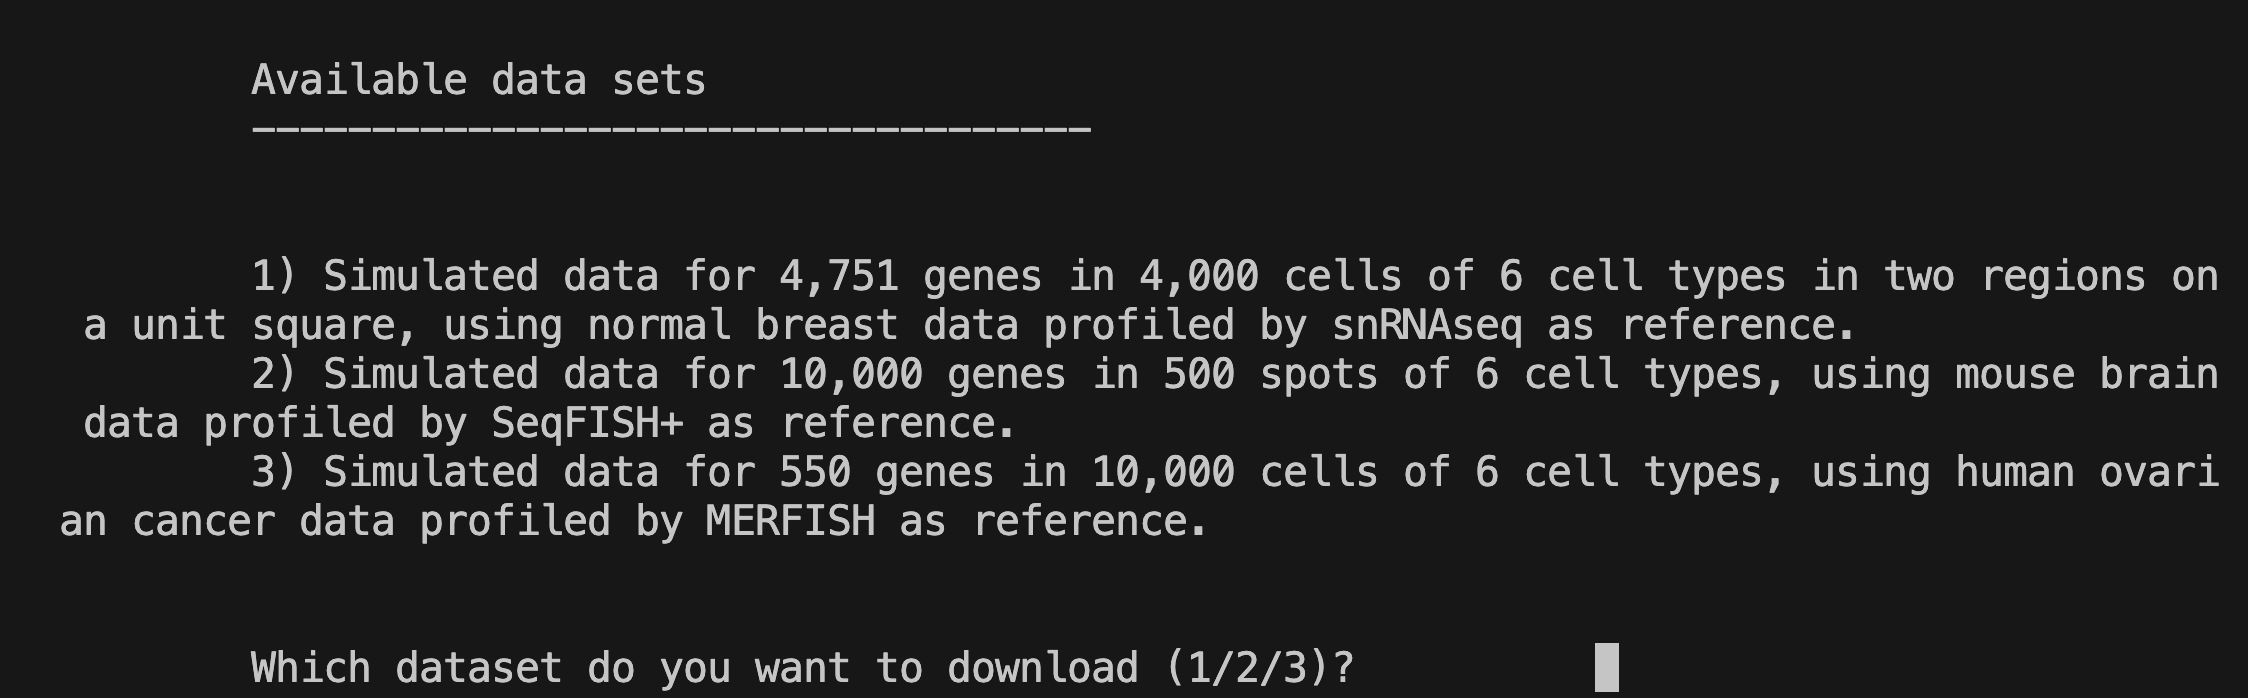 Available data sets
-----------------------------------
1) Simulated data for 4,751 genes in 4,000 cells of 6 cell types in two regions on
a unit square, using normal breast data profiled by snRNAseq as reference.
2) Simulated data for 10,000 genes in 500 spots of 6 cell types, using mouse brain
data profiled by SeqFISH+ as reference.
3) Simulated data for 550 genes in 10,000 cells of 6 cell types, using human ovari
an cancer data profiled by MERFISH as reference.
Which dataset do you want to download (1/2/3)?